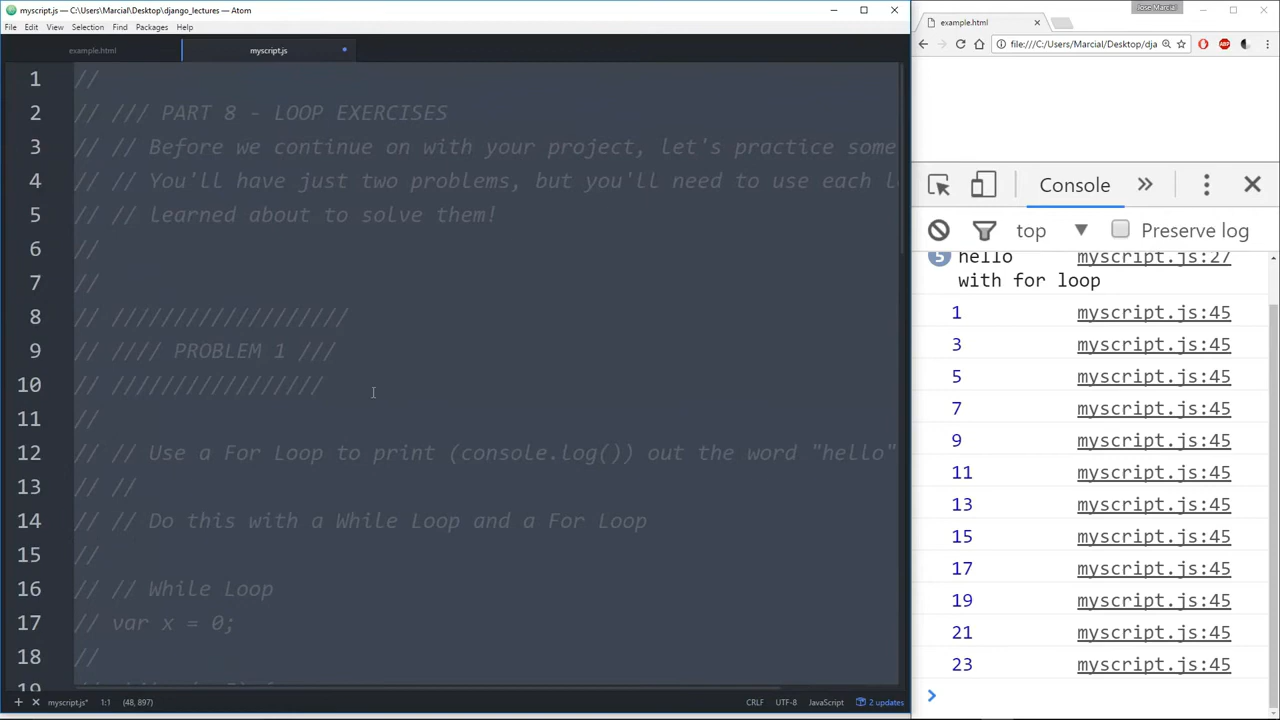 myscript.js — C:\Users\Marcial\Desktop\django_lectures — Atom
File Edit View Selection Find Packages Help
example.html
myscript.js
1 //
2 // /// PART 8 - LOOP EXERCISES
3 // // Before we continue on with your project, let's practice some
4 // // You'll have just two problems, but you'll need to use each
5 // // learned about to solve them!
6 //
7 //
8 // ///////////////////
9 // //// PROBLEM 1 ///
10 // /////////////////
11 //
12 // // Use a For Loop to print (console.log()) out the word "hello"
13 // //
14 // // Do this with a While Loop and a For Loop
15 //
16 // // While Loop
17 // var x = 0;
18 //
19
myscript.js* 1:1 (48, 897)
CRLF UTF-8 JavaScript 2 updates
Jose Marcial
example.html
file:///C:/Users/Marcial/Desktop/dja
ABP
Console
top Preserve log
5 hello myscript.js:27
with for loop
1 myscript.js:45
3 myscript.js:45
5 myscript.js:45
7 myscript.js:45
9 myscript.js:45
11 myscript.js:45
13 myscript.js:45
15 myscript.js:45
17 myscript.js:45
19 myscript.js:45
21 myscript.js:45
23 myscript.js:45